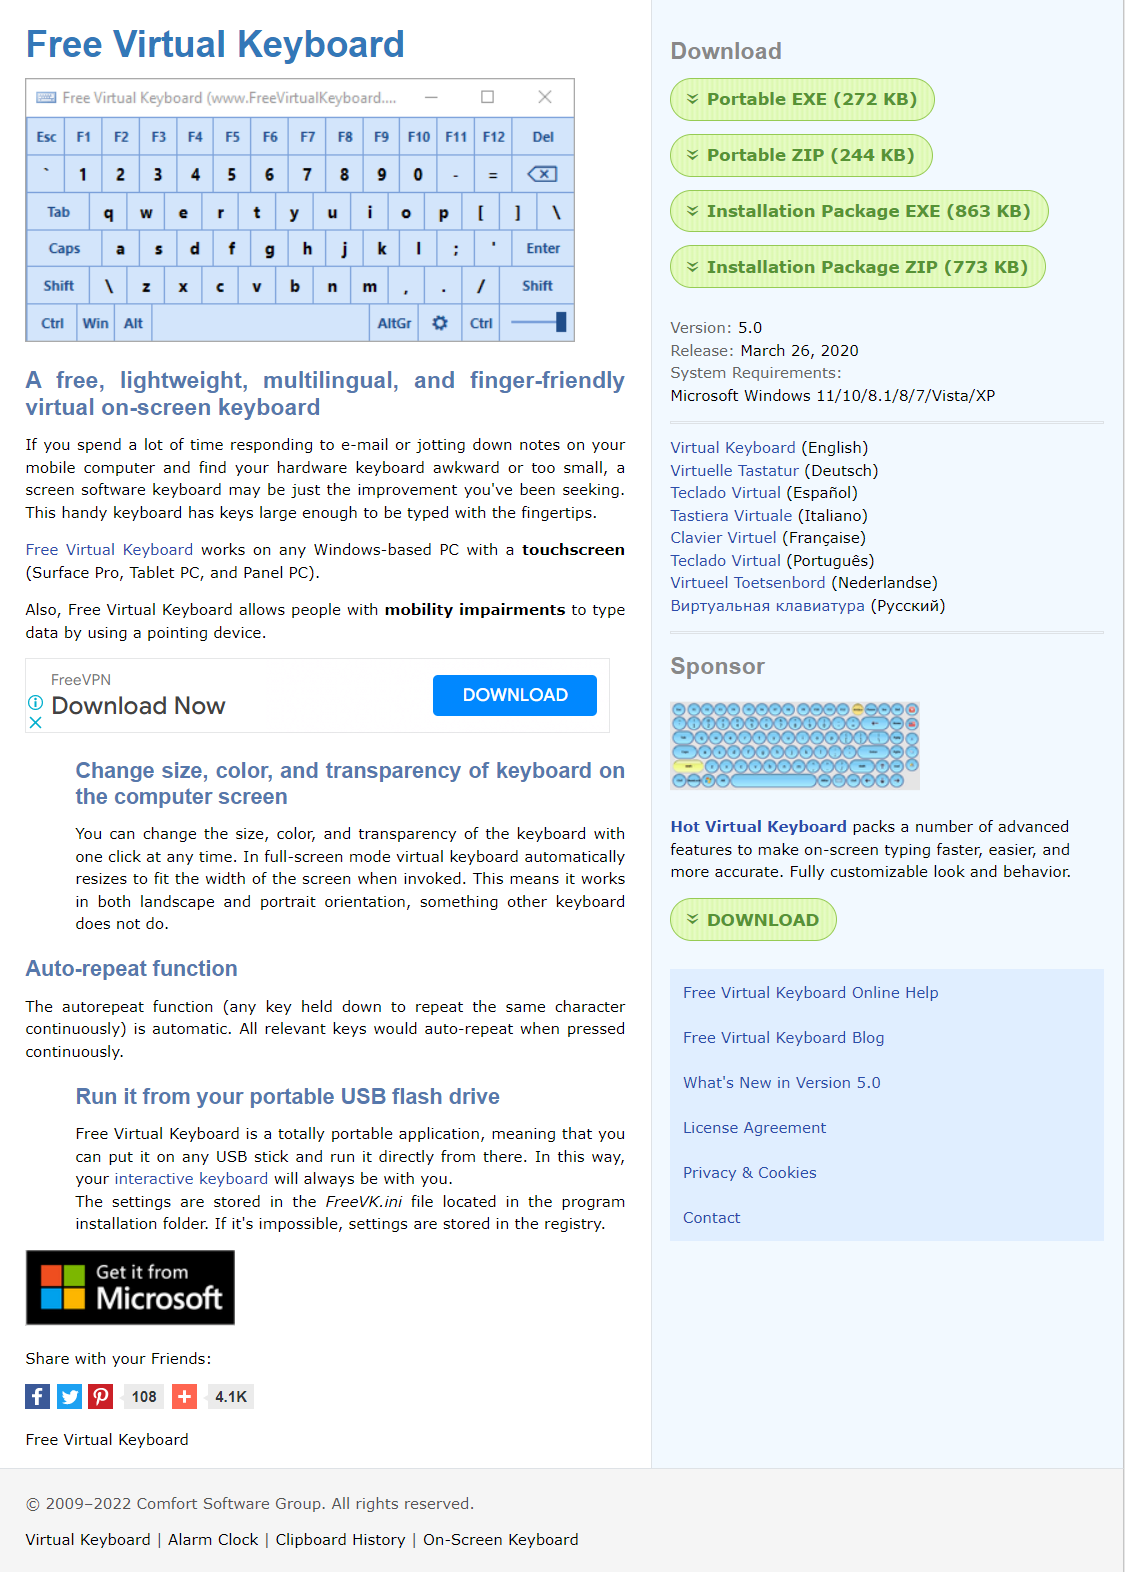 Free Virtual Keyboard
Free Virtual Keyboard (www.FreeVirtualKeyboard....
Esc F1 F2 F3 F4 F5 F6 F7 F8 F9 F10 F11 F12 Del
` 1 2 3 4 5 6 7 8 9 0 - =
Tab q w e r t y u i o p [ ] \
Caps a s d f g h j k l ; ' Enter
Shift \ z x c v b n m , . / Shift
Ctrl Win Alt AltGr Ctrl
A free, lightweight, multilingual, and finger-friendly
virtual on-screen keyboard
If you spend a lot of time responding to e-mail or jotting down notes on your
mobile computer and find your hardware keyboard awkward or too small, a
screen software keyboard may be just the improvement you've been seeking.
This handy keyboard has keys large enough to be typed with the fingertips.
Free Virtual Keyboard works on any Windows-based PC with a touchscreen
(Surface Pro, Tablet PC, and Panel PC).
Also, Free Virtual Keyboard allows people with mobility impairments to type
data by using a pointing device.
FreeVPN
Download Now
DOWNLOAD
Change size, color, and transparency of keyboard on
the computer screen
You can change the size, color, and transparency of the keyboard with
one click at any time. In full-screen mode virtual keyboard automatically
resizes to fit the width of the screen when invoked. This means it works
in both landscape and portrait orientation, something other keyboard
does not do.
Auto-repeat function
The autorepeat function (any key held down to repeat the same character
continuously) is automatic. All relevant keys would auto-repeat when pressed
continuously.
Run it from your portable USB flash drive
Free Virtual Keyboard is a totally portable application, meaning that you
can put it on any USB stick and run it directly from there. In this way,
your interactive keyboard will always be with you.
The settings are stored in the FreeVK.ini file located in the program
installation folder. If it's impossible, settings are stored in the registry.
Get it from
Microsoft
Share with your Friends:
108 4.1K
Free Virtual Keyboard
Download
Portable EXE (272 KB)
Portable ZIP (244 KB)
Installation Package EXE (863 KB)
Installation Package ZIP (773 KB)
Version: 5.0
Release: March 26, 2020
System Requirements:
Microsoft Windows 11/10/8.1/8/7/Vista/XP
Virtual Keyboard (English)
Virtuelle Tastatur (Deutsch)
Teclado Virtual (Español)
Tastiera Virtuale (Italiano)
Clavier Virtuel (Française)
Teclado Virtual (Português)
Virtueel Toetsenbord (Nederlandse)
Виртуальная клавиатура (Русский)
Sponsor
Hot Virtual Keyboard packs a number of advanced
features to make on-screen typing faster, easier, and
more accurate. Fully customizable look and behavior.
DOWNLOAD
Free Virtual Keyboard Online Help
Free Virtual Keyboard Blog
What's New in Version 5.0
License Agreement
Privacy & Cookies
Contact
© 2009–2022 Comfort Software Group. All rights reserved.
Virtual Keyboard | Alarm Clock | Clipboard History | On-Screen Keyboard